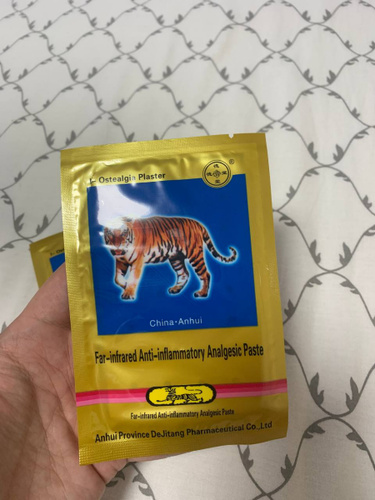 Ostealgia Plaster
®
China-Anhui
Far-infrared Anti-inflammatory Analgesic Paste
Far-infrared Anti-inflammatory Analgesic Paste
Anhui Province DeJitang Pharmaceutical Co.,Ltd